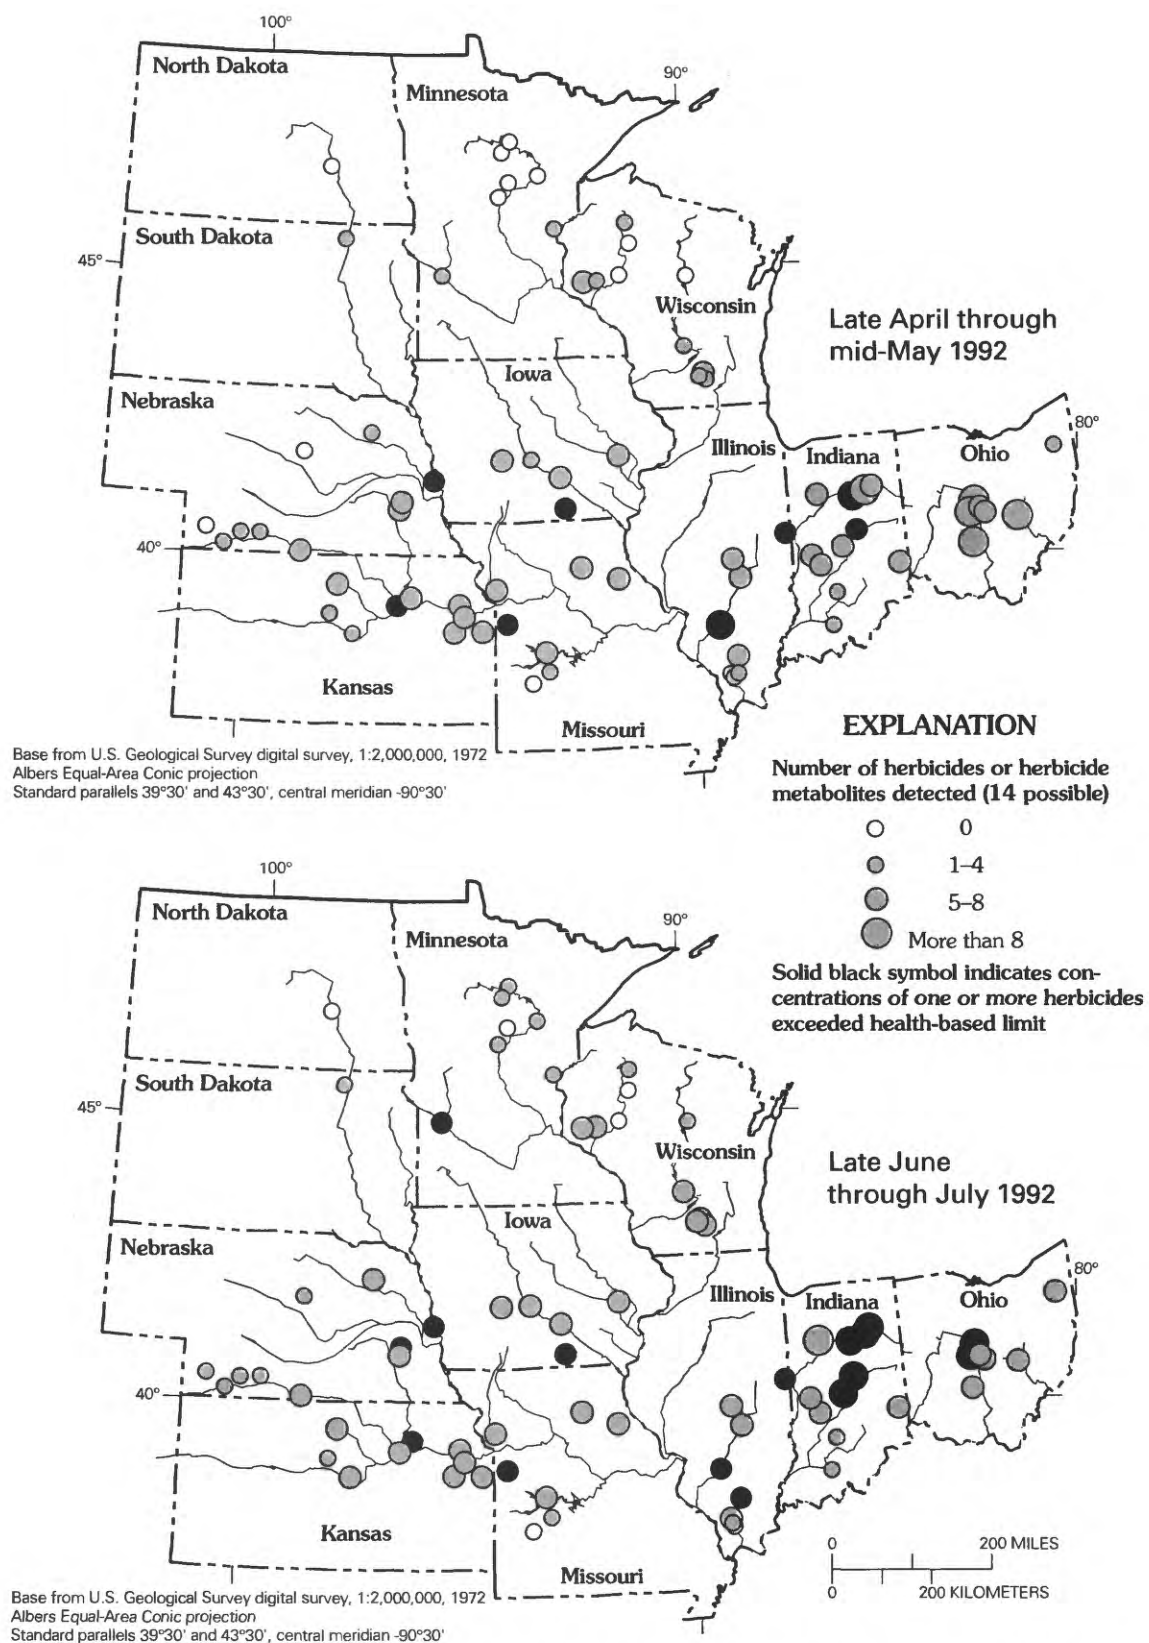 100°
North Dakota
90°
Minnesota
South Dakota
45°
Wisconsin
Late April through
mid-May 1992
Iowa
Nebraska
80°
Illinois
Indiana
Ohio
40°
Kansas
Missouri
EXPLANATION
Base from U.S. Geological Survey digital survey, 1:2,000,000, 1972
Albers Equal-Area Conic projection
Standard parallels 39°30' and 43°30', central meridian -90°30'
Number of herbicides or herbicide
metabolites detected (14 possible)
0
1–4
5–8
More than 8
Solid black symbol indicates con-
centrations of one or more herbicides
exceeded health-based limit
100°
North Dakota
90°
Minnesota
South Dakota
45°
Wisconsin
Late June
through July 1992
Iowa
Nebraska
80°
Illinois
Indiana
Ohio
40°
Kansas
0 200 MILES
Missouri
0 200 KILOMETERS
Base from U.S. Geological Survey digital survey, 1:2,000,000, 1972
Albers Equal-Area Conic projection
Standard parallels 39°30' and 43°30', central meridian -90°30'